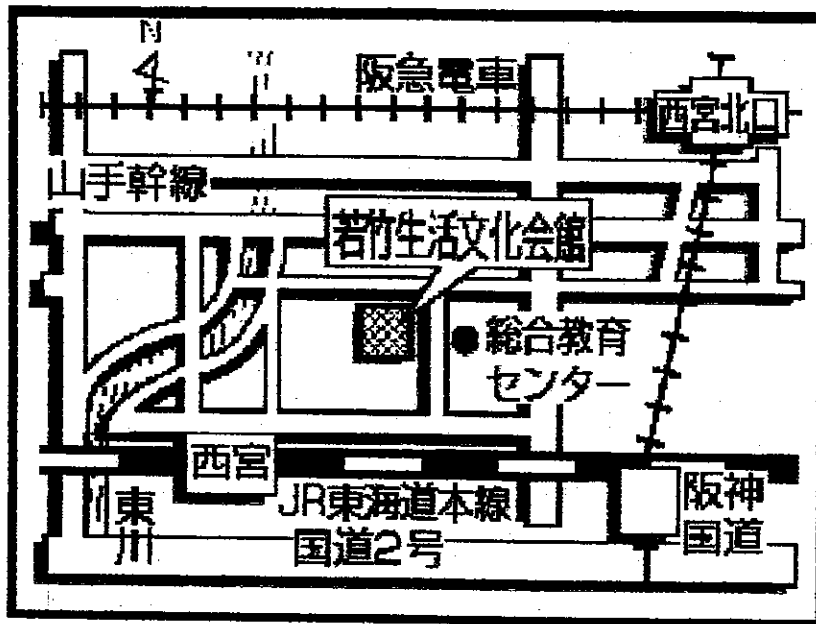 N
阪急電車
西宮北口
山手幹線
若竹生活文化会館
総合教育
センター
西宮
JR東海道本線
阪神
国道
東川
国道2号